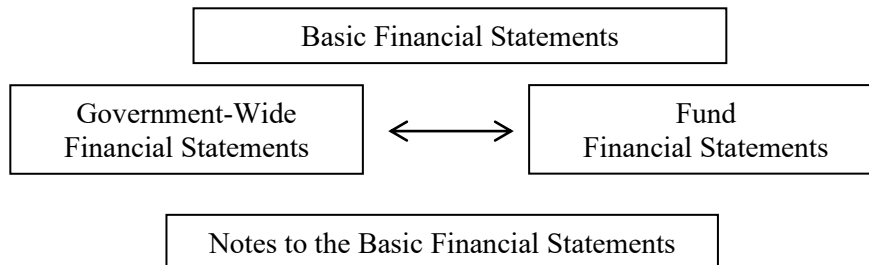 Basic Financial Statements
Government-Wide
Financial Statements
Fund
Financial Statements
Notes to the Basic Financial Statements